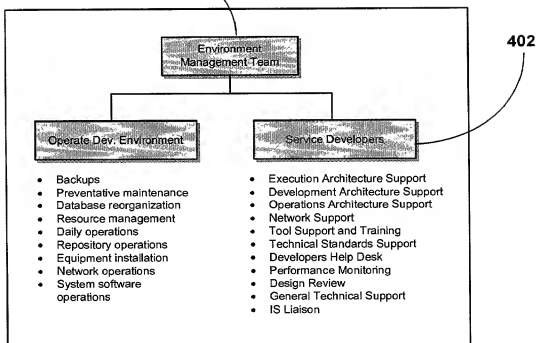 Environment
Management Team
402
Operate Dev. Environment
Service Developers
• Backups
• Preventative maintenance
• Database reorganization
• Resource management
• Daily operations
• Repository operations
• Equipment installation
• Network operations
• System software
operations
• Execution Architecture Support
• Development Architecture Support
• Operations Architecture Support
• Network Support
• Tool Support and Training
• Technical Standards Support
• Developers Help Desk
• Performance Monitoring
• Design Review
• General Technical Support
• IS Liaison